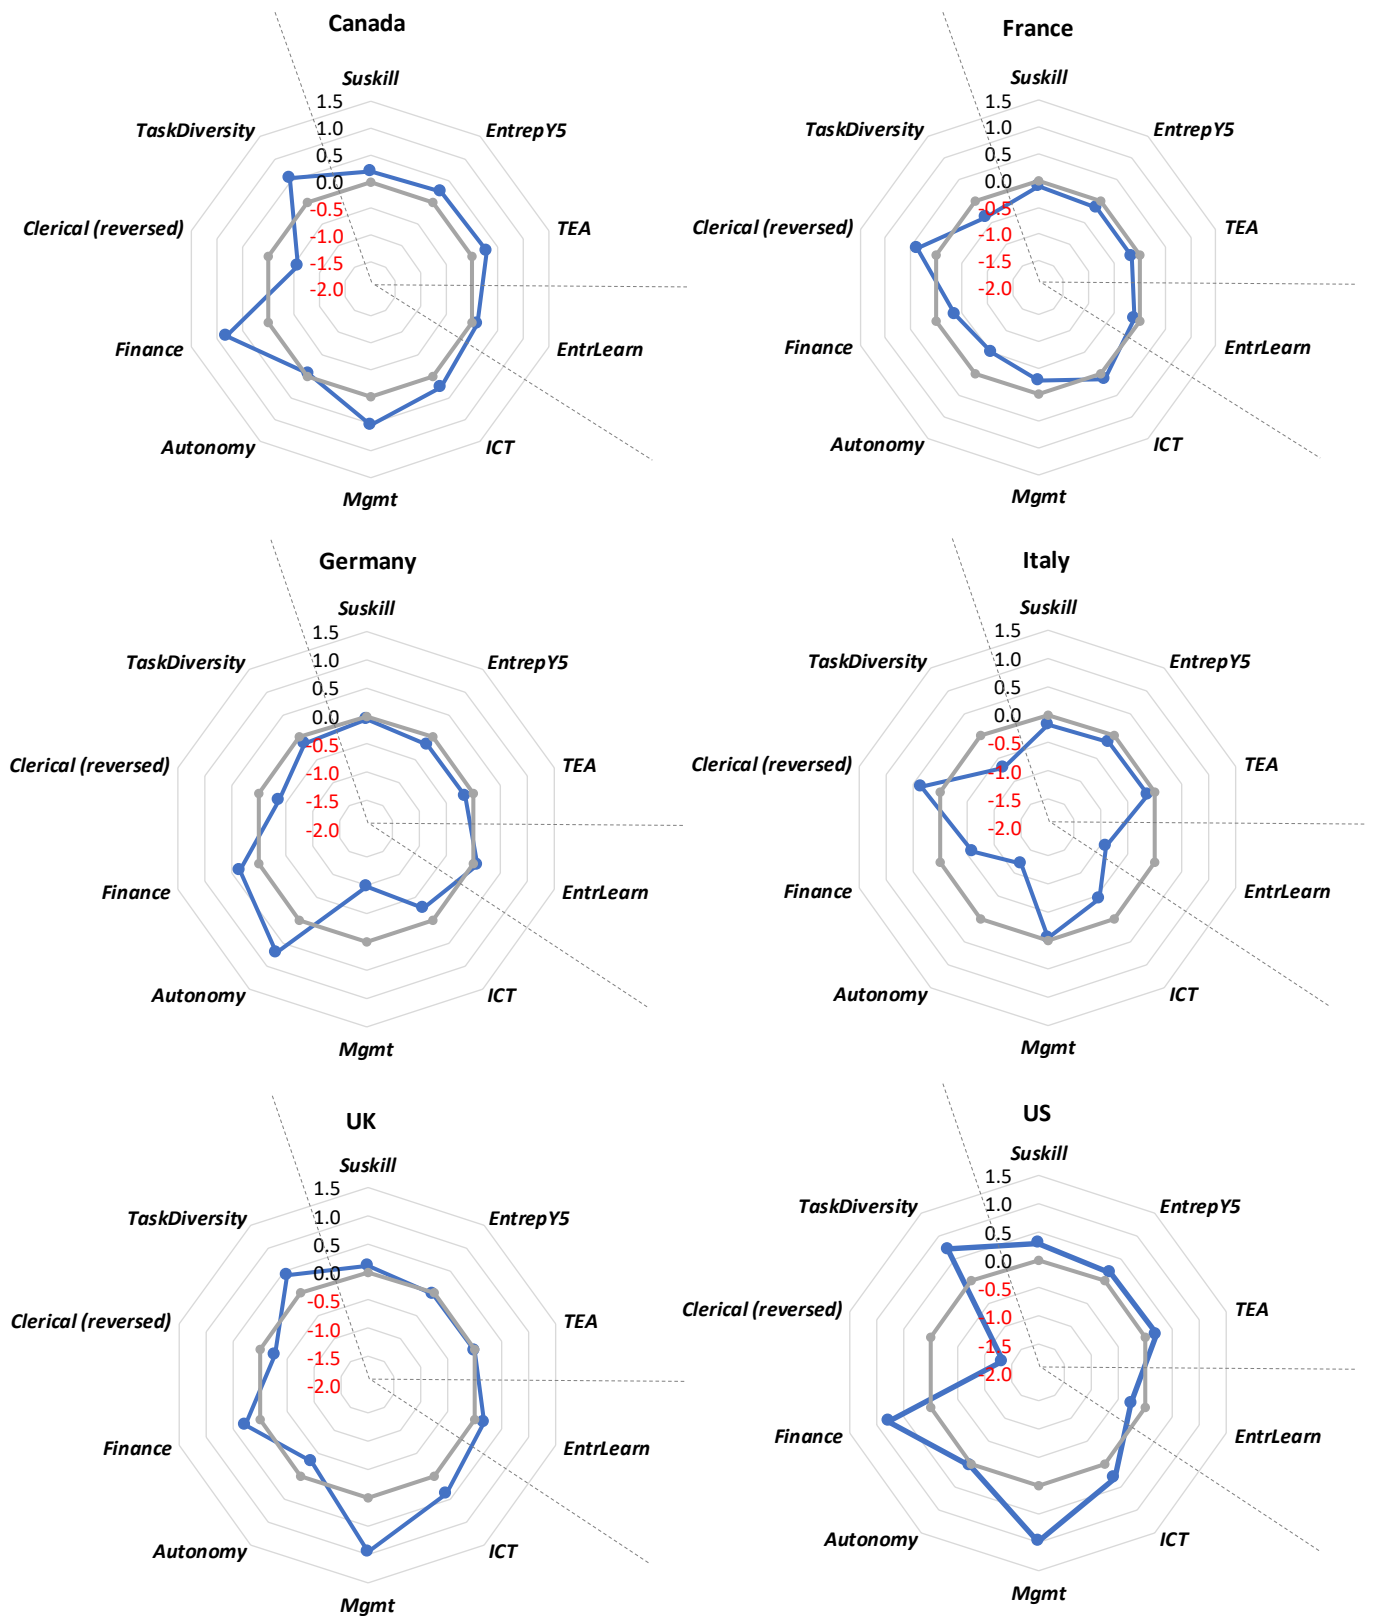 Canada
Suskill
1.5
TaskDiversity
1.0
EntrepY5
0.5
0.0
-0.5
Clerical (reversed)
TEA
-1.0
-1.5
-2.0
Finance
EntrLearn
Autonomy
ICT
Mgmt
France
Suskill
1.5
TaskDiversity
1.0
EntrepY5
0.5
0.0
-0.5
Clerical (reversed)
TEA
-1.0
-1.5
-2.0
Finance
EntrLearn
Autonomy
ICT
Mgmt
Germany
Suskill
1.5
TaskDiversity
1.0
EntrepY5
0.5
0.0
-0.5
Clerical (reversed)
TEA
-1.0
-1.5
-2.0
Finance
EntrLearn
Autonomy
ICT
Mgmt
Italy
Suskill
1.5
TaskDiversity
1.0
EntrepY5
0.5
0.0
-0.5
Clerical (reversed)
TEA
-1.0
-1.5
-2.0
Finance
EntrLearn
Autonomy
ICT
Mgmt
UK
Suskill
1.5
TaskDiversity
1.0
EntrepY5
0.5
0.0
-0.5
Clerical (reversed)
TEA
-1.0
-1.5
-2.0
Finance
EntrLearn
Autonomy
ICT
Mgmt
US
Suskill
1.5
TaskDiversity
1.0
EntrepY5
0.5
0.0
-0.5
Clerical (reversed)
TEA
-1.0
-1.5
-2.0
Finance
EntrLearn
Autonomy
ICT
Mgmt